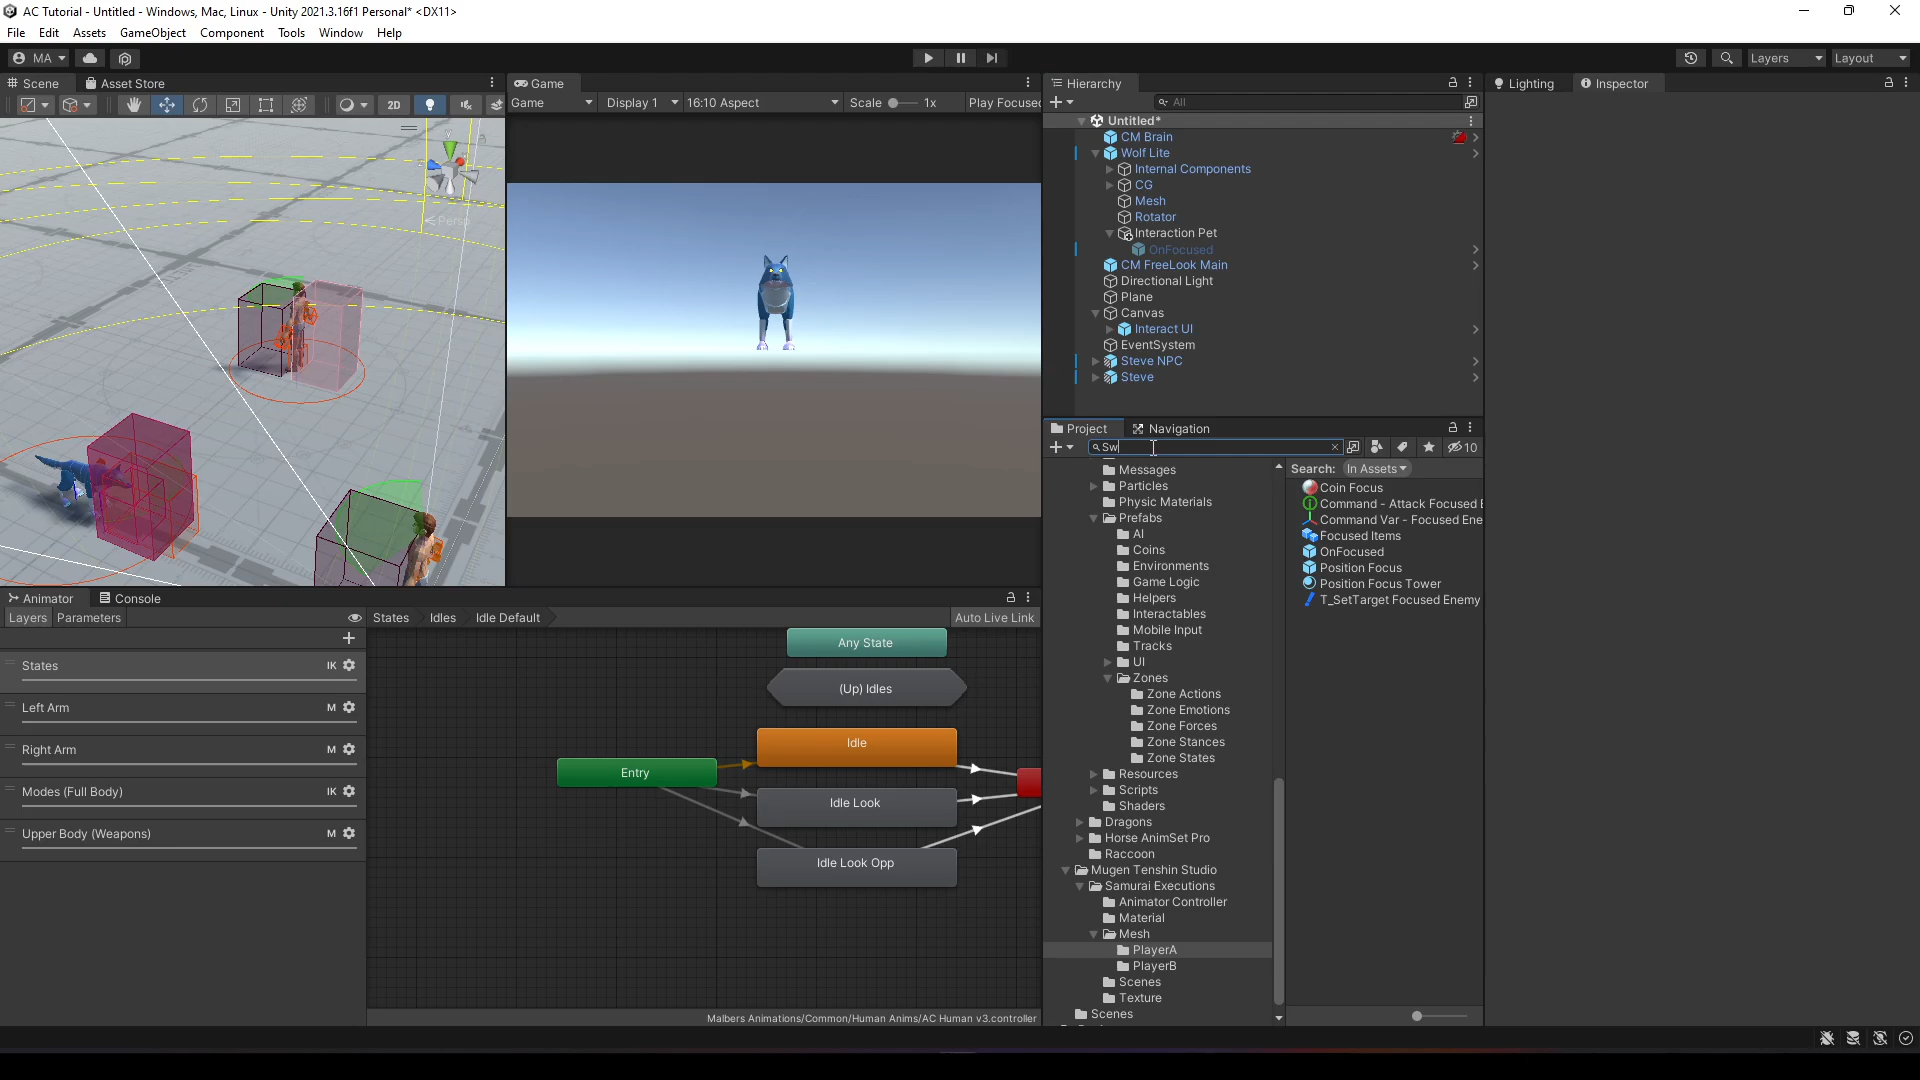 AC Tutorial - Untitled - Windows, Mac, Linux - Unity 2021.3.16f1 Personal* <DX11>
File Edit Assets GameObject Component Tools Window Help
MA
Layers
Layout
Scene
Asset Store
2D
Persp
Game
Game
Display 1
16:10 Aspect
Scale
1x
Play Focused
Hierarchy
All
Untitled*
CM Brain
Wolf Lite
Internal Components
CG
Mesh
Rotator
Interaction Pet
OnFocused
CM FreeLook Main
Directional Light
Plane
Canvas
Interact UI
EventSystem
Steve NPC
Steve
Lighting
Inspector
Project
Navigation
Sw
10
Messages
Particles
Physic Materials
Prefabs
AI
Coins
Environments
Game Logic
Helpers
Interactables
Mobile Input
Tracks
UI
Zones
Zone Actions
Zone Emotions
Zone Forces
Zone Stances
Zone States
Resources
Scripts
Shaders
Dragons
Horse AnimSet Pro
Raccoon
Mugen Tenshin Studio
Samurai Executions
Animator Controller
Material
Mesh
PlayerA
PlayerB
Scenes
Texture
Scenes
Search: In Assets
Coin Focus
Command - Attack Focused E
Command Var - Focused Ene
Focused Items
OnFocused
Position Focus
Position Focus Tower
T_SetTarget Focused Enemy
Animator
Console
Layers
Parameters
States
Idles
Idle Default
Auto Live Link
States
IK
Left Arm
M
Right Arm
M
Modes (Full Body)
IK
Upper Body (Weapons)
M
Any State
(Up) Idles
Idle
Entry
Idle Look
Idle Look Opp
Malbers Animations/Common/Human Anims/AC Human v3.controller